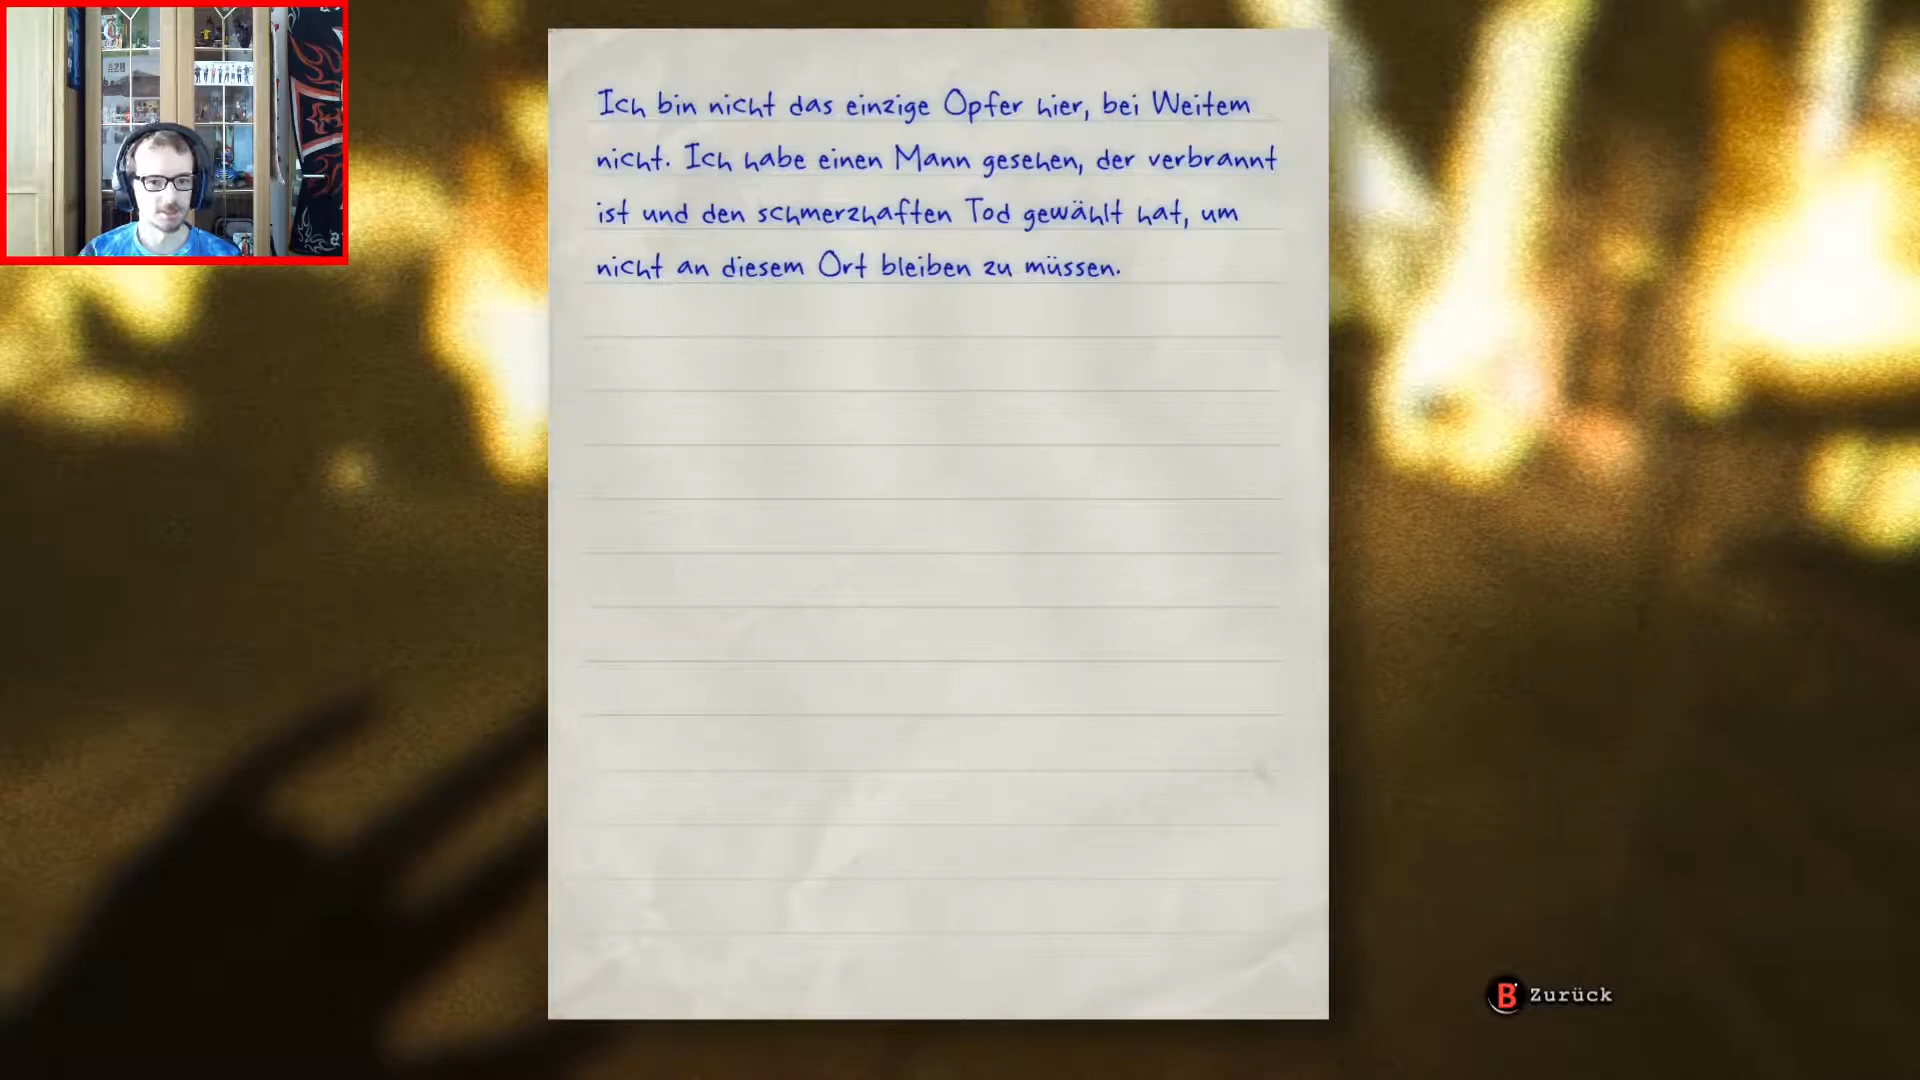 Ich bin nicht das einzige Opfer hier, bei Weitem
nicht. Ich habe einen Mann gesehen, der verbrannt
ist und den schmerzhaften Tod gewählt hat, um
nicht an diesem Ort bleiben zu müssen.
B Zurück